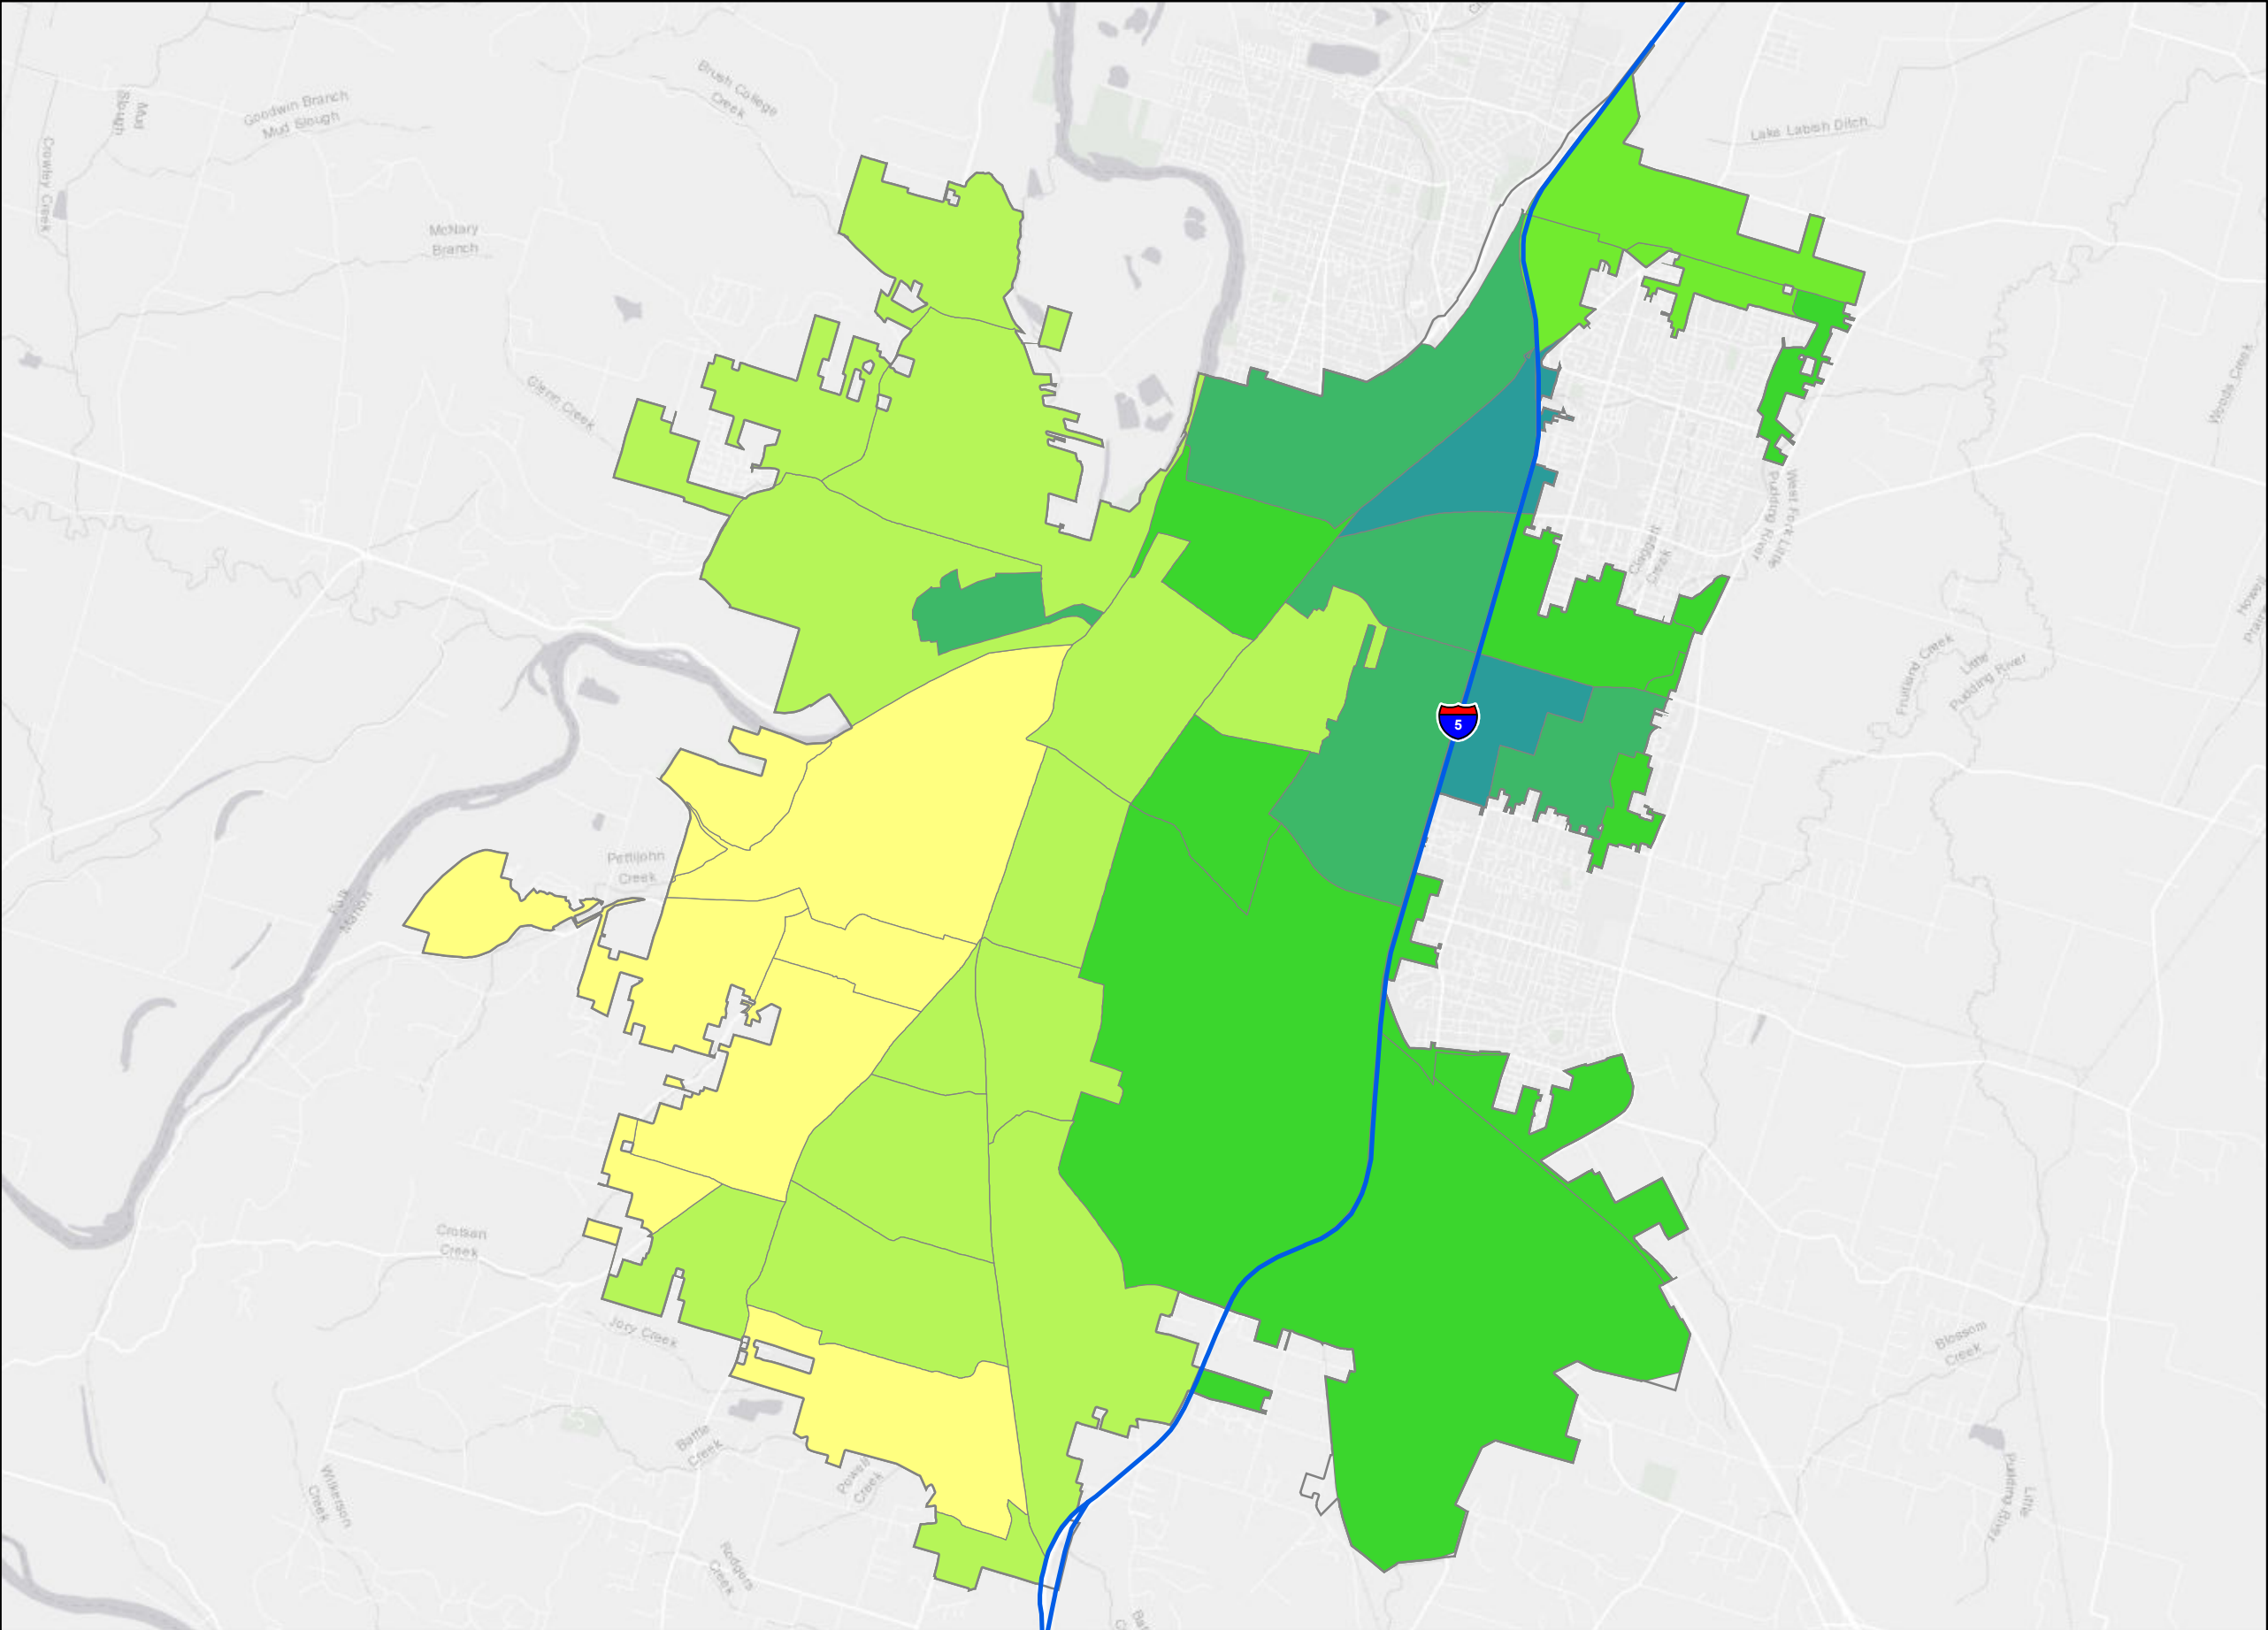 Brush College
Creek
Goodwin Branch
Mud Slough
Mud
Slough
Crowley Creek
Lake Labish Ditch
McNary
Branch
Glenn Creek
Woods Creek
West Fork Little
Pudding River
Claggett
Creek
Fruitland Creek
Little
Pudding River
5
Pettijohn
Creek
Croisan
Creek
Jory Creek
Battle
Creek
Powell
Creek
Wilkerson
Creek
Rodgers
Creek
Blossom
Creek
Little
Pudding River